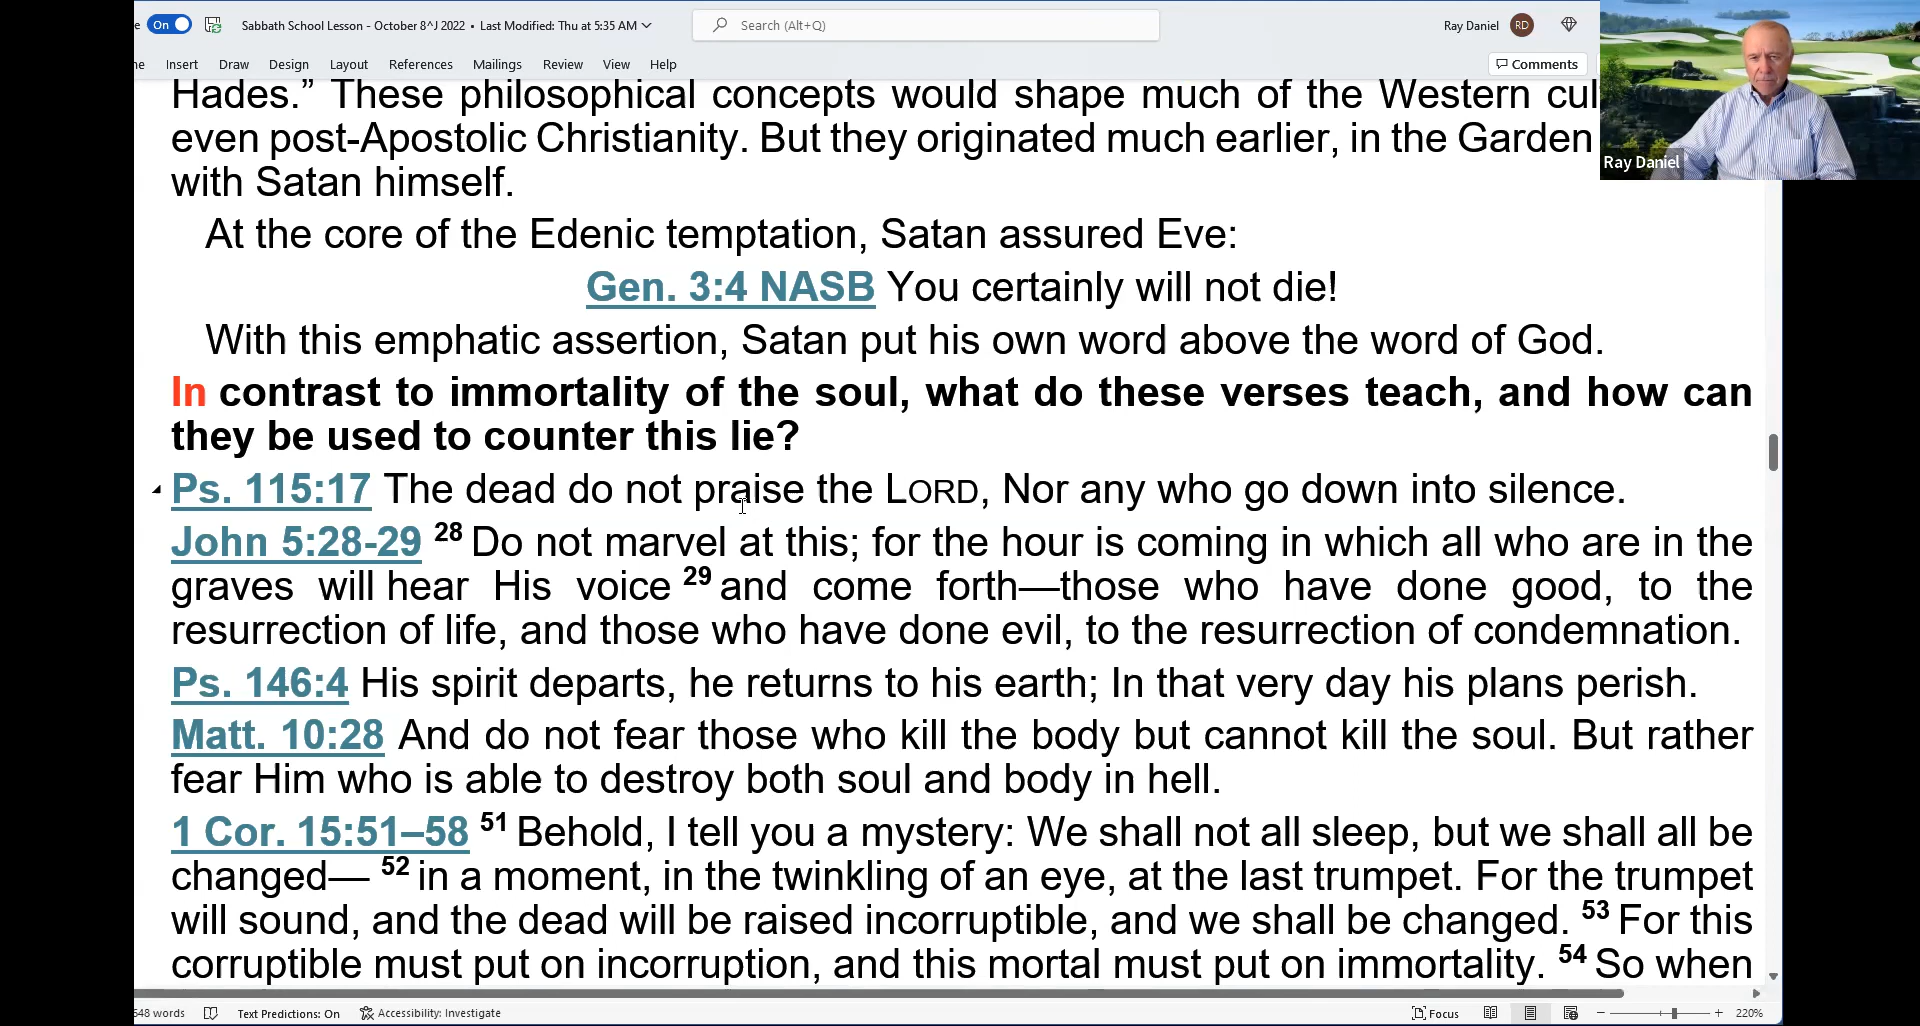 e On Sabbath School Lesson - October 8^J 2022 • Last Modified: Thu at 5:35 AM Search (Alt+Q) Ray Daniel RD
ne Insert Draw Design Layout References Mailings Review View Help Comments
Hades.” These philosophical concepts would shape much of the Western cul
even post-Apostolic Christianity. But they originated much earlier, in the Garden
with Satan himself.
Ray Daniel
At the core of the Edenic temptation, Satan assured Eve:
Gen. 3:4 NASB You certainly will not die!
With this emphatic assertion, Satan put his own word above the word of God.
In contrast to immortality of the soul, what do these verses teach, and how can
they be used to counter this lie?
Ps. 115:17 The dead do not praise the LORD, Nor any who go down into silence.
John 5:28-29 28 Do not marvel at this; for the hour is coming in which all who are in the
graves will hear His voice 29 and come forth—those who have done good, to the
resurrection of life, and those who have done evil, to the resurrection of condemnation.
Ps. 146:4 His spirit departs, he returns to his earth; In that very day his plans perish.
Matt. 10:28 And do not fear those who kill the body but cannot kill the soul. But rather
fear Him who is able to destroy both soul and body in hell.
1 Cor. 15:51–58 51 Behold, I tell you a mystery: We shall not all sleep, but we shall all be
changed— 52 in a moment, in the twinkling of an eye, at the last trumpet. For the trumpet
will sound, and the dead will be raised incorruptible, and we shall be changed. 53 For this
corruptible must put on incorruption, and this mortal must put on immortality. 54 So when
548 words Text Predictions: On Accessibility: Investigate Focus 220%